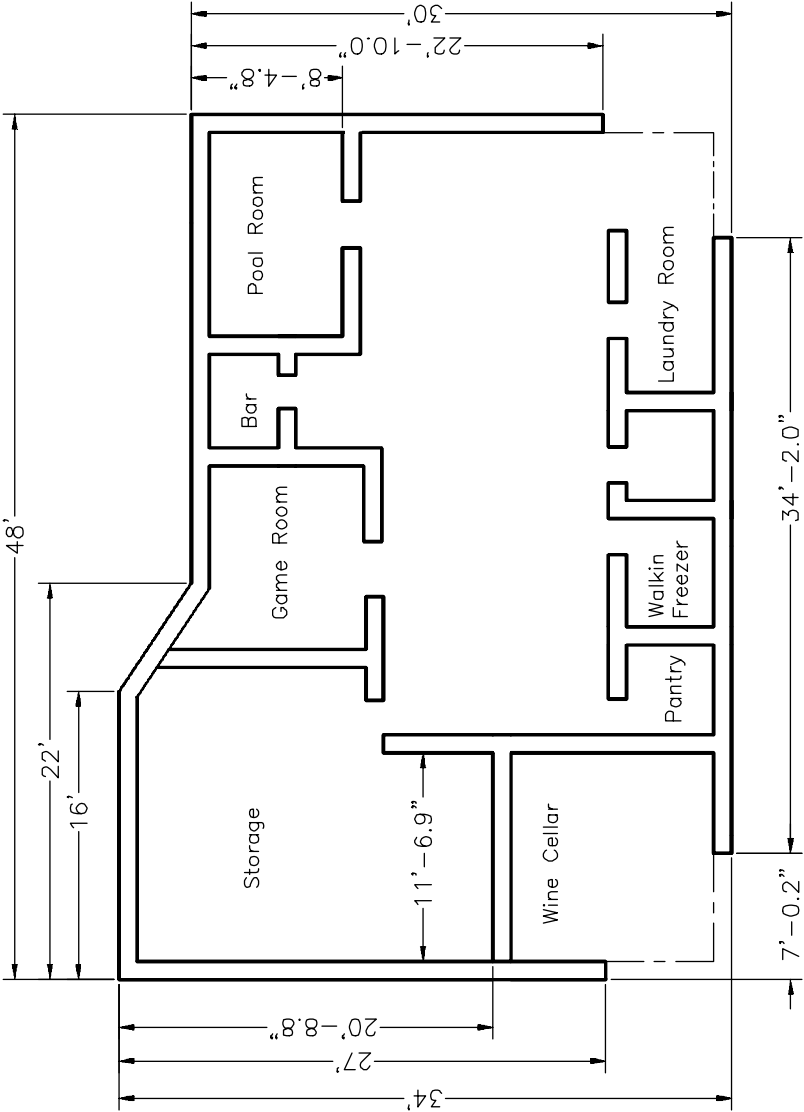 30'
22'-10.0"
8'-4.8"
48'
22'
16'
Pool Room
Bar
Game Room
Storage
Laundry Room
Walkin
Freezer
Pantry
Wine Cellar
11'-6.9"
34'-2.0"
7'-0.2"
20'-8.8"
27'
34'